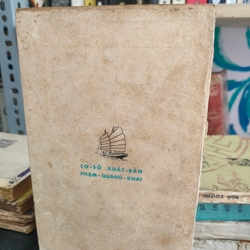 CƠ-SỞ XUẤT-BẢN
PHẠM-QUANG-KHAI